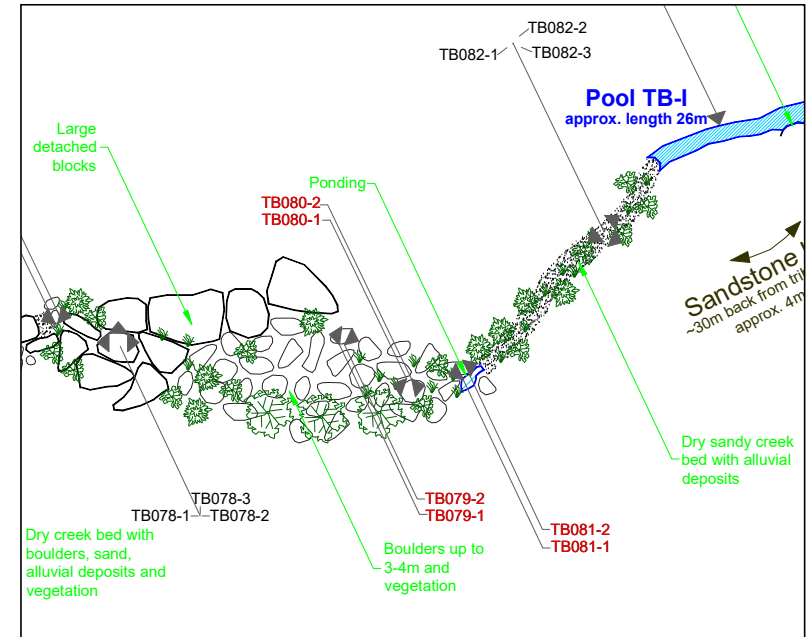 TB082-2
TB082-1
TB082-3
Pool TB-I
approx. length 26m
Large
detached
blocks
Ponding
TB080-2
TB080-1
Sandstone
~30m back from
approx. 4m
Dry sandy creek
bed with alluvial
deposits
TB078-3
TB078-1
TB078-2
TB079-2
TB079-1
TB081-2
TB081-1
Dry creek bed with
boulders, sand,
alluvial deposits and
vegetation
Boulders up to
3-4m and
vegetation